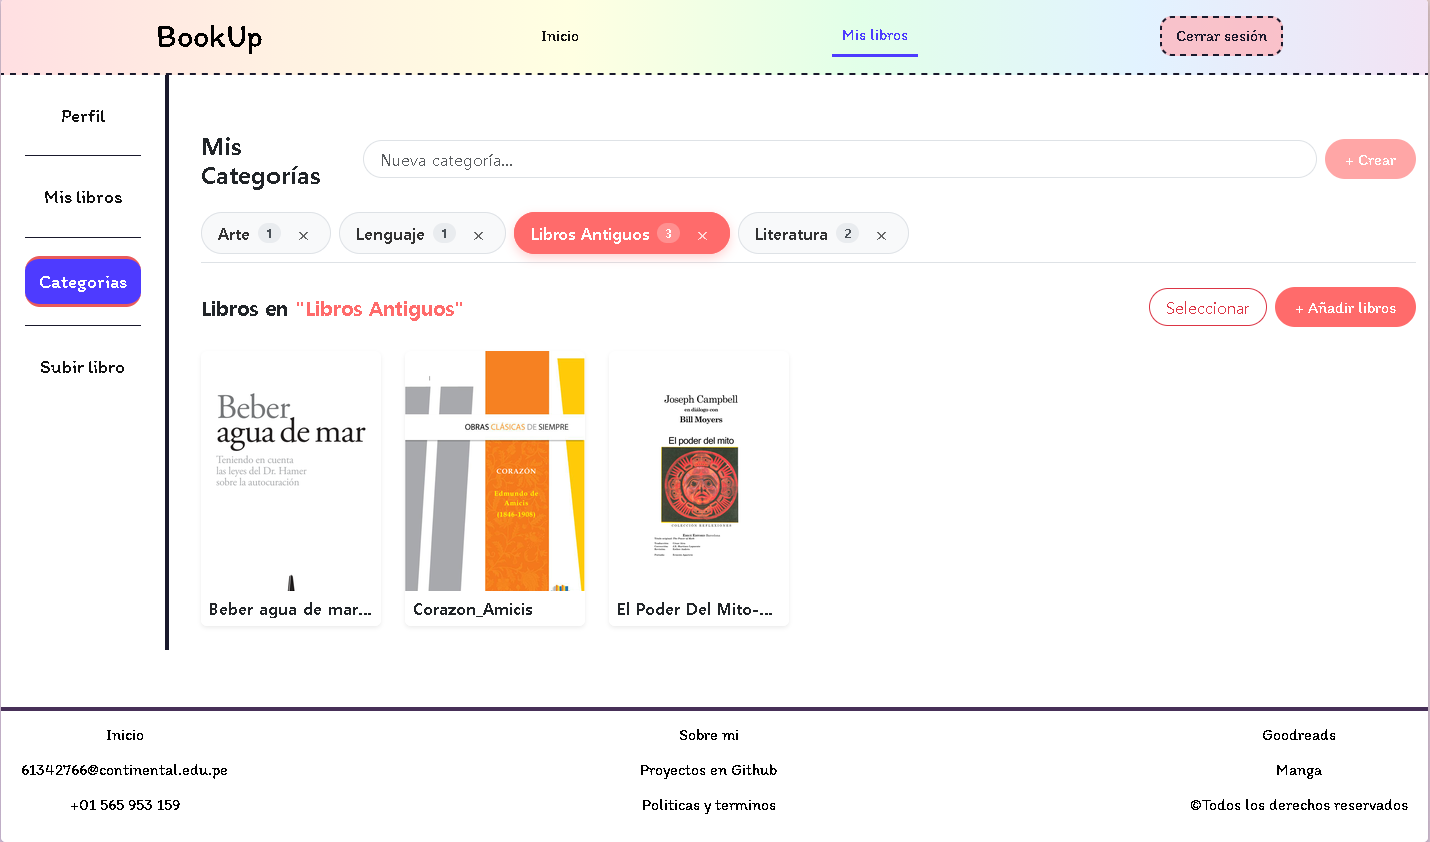 BookUp
Inicio
Mis libros
Cerrar sesión
Perfil
Mis libros
Categorias
Subir libro
Mis
Categorías
Nueva categoría...
+ Crear
Arte 1 ×
Lenguaje 1 ×
Libros Antiguos 3 ×
Literatura 2 ×
Libros en "Libros Antiguos"
Seleccionar
+ Añadir libros
Beber
agua de mar
Teniendo en cuenta
las leyes del Dr. Hamer
sobre la autocuración
Beber agua de mar...
OBRAS CLÁSICAS DE SIEMPRE
CORAZÓN
Edmundo de
Amicis
(1846-1908)
Corazon_Amicis
Joseph Campbell
en diálogo con
Bill Moyers
El poder del mito
COLECCIÓN REFLEXIONES
El Poder Del Mito-...
Inicio
61342766@continental.edu.pe
+01 565 953 159
Sobre mi
Proyectos en Github
Politicas y terminos
Goodreads
Manga
©Todos los derechos reservados